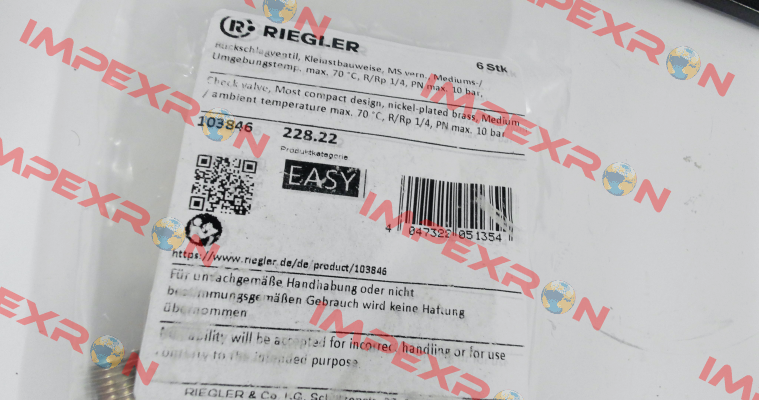 RIEGLER
6 Stk
Rückschlagventil, Kleinstbauweise, MS vern., Mediums-/
Umgebungstemp. max. 70 °C, R/Rp 1/4, PN max. 10 bar,
Check valve, Most compact design, nickel-plated brass, Medium
/ ambient temperature max. 70 °C, R/Rp 1/4, PN max. 10 bar
103846
228.22
Produktkategorie
EASY
4 047322 051354
https://www.riegler.de/de/product/103846
Für unsachgemäße Handhabung oder nicht
bestimmungsgemäßen Gebrauch wird keine Haftung
übernommen
liability will be accepted for incorrect handling or for use
contrary to the intended purpose.
RIEGLER & Co. KG,
IMPEXRON
IMPEXRON
IMPEXRON
IMPEXRON
IMPEXRON
IMPEXRON
IMPEXRON